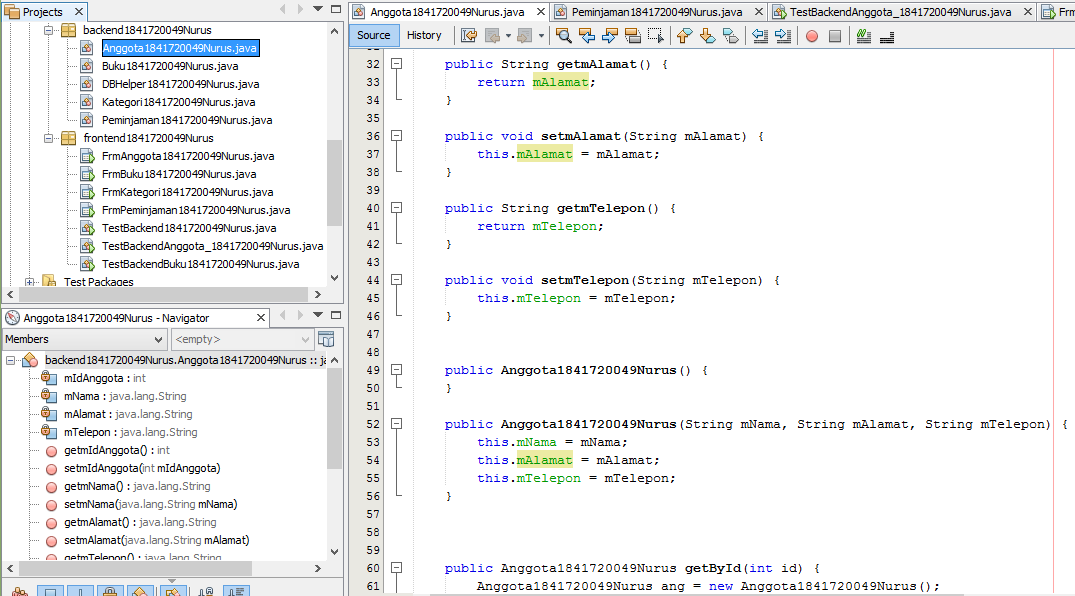 Projects
backend1841720049Nurus
Anggota1841720049Nurus.java
Buku1841720049Nurus.java
DBHelper1841720049Nurus.java
Kategori1841720049Nurus.java
Peminjaman1841720049Nurus.java
frontend1841720049Nurus
FrmAnggota1841720049Nurus.java
FrmBuku1841720049Nurus.java
FrmKategori1841720049Nurus.java
FrmPeminjaman1841720049Nurus.java
TestBackend1841720049Nurus.java
TestBackendAnggota_1841720049Nurus.java
TestBackendBuku1841720049Nurus.java
Test Packages
Anggota1841720049Nurus - Navigator
Members <empty>
backend1841720049Nurus.Anggota1841720049Nurus :: ja
mIdAnggota : int
mNama : java.lang.String
mAlamat : java.lang.String
mTelepon : java.lang.String
getmIdAnggota() : int
setmIdAnggota(int mIdAnggota)
getmNama() : java.lang.String
setmNama(java.lang.String mNama)
getmAlamat() : java.lang.String
setmAlamat(java.lang.String mAlamat)
getmTelepon() : java.lang.String
Anggota1841720049Nurus.java Peminjaman1841720049Nurus.java TestBackendAnggota_1841720049Nurus.java Frm
Source History
32 public String getmAlamat() {
33 return mAlamat;
34 }
35
36 public void setmAlamat(String mAlamat) {
37 this.mAlamat = mAlamat;
38 }
39
40 public String getmTelepon() {
41 return mTelepon;
42 }
43
44 public void setmTelepon(String mTelepon) {
45 this.mTelepon = mTelepon;
46 }
47
48
49 public Anggota1841720049Nurus() {
50 }
51
52 public Anggota1841720049Nurus(String mNama, String mAlamat, String mTelepon) {
53 this.mNama = mNama;
54 this.mAlamat = mAlamat;
55 this.mTelepon = mTelepon;
56 }
57
58
59
60 public Anggota1841720049Nurus getById(int id) {
61 Anggota1841720049Nurus ang = new Anggota1841720049Nurus();